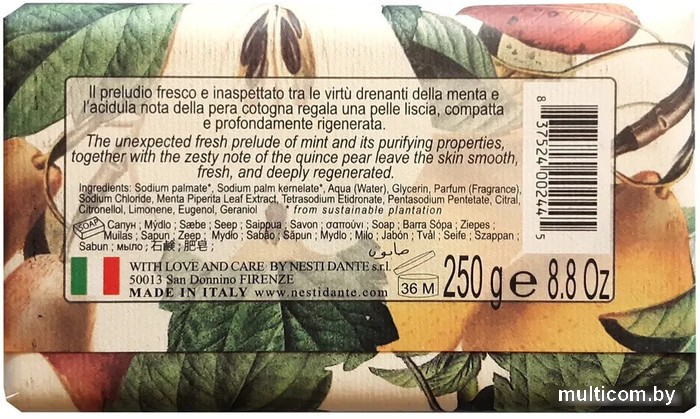 Il preludio fresco e inaspettato tra le virtù drenanti della menta e
l'acidula nota della pera cotogna regala una pelle liscia, compatta
e profondamente rigenerata.
The unexpected fresh prelude of mint and its purifying properties,
together with the zesty note of the quince pear leave the skin smooth,
fresh, and deeply regenerated.
Ingredients: Sodium palmate*, Sodium palm kernelate*, Aqua (Water), Glycerin, Parfum (Fragrance),
Sodium Chloride, Menta Piperita Leaf Extract, Tetrasodium Etidronate, Pentasodium Pentetate, Citral,
Citronellol, Limonene, Eugenol, Geraniol * from sustainable plantation
SOAP Сапун / Mýdlo / Sæbe / Seep / Saippua / Savon / σαπούνι / Soap / Barra Sópa / Ziepes /
Muilas / Sapun / Zeep / Mydło / Sabão / Săpun / Mydlo / Milo / Jabón / Tvål / Seife / Szappan /
Sabun / мыло / 石鹸 / 肥皂 / صابون
WITH LOVE AND CARE BY NESTI DANTE s.r.l.
50013 San Donnino FIRENZE
MADE IN ITALY www.nestidante.com
36 M
250 g e 8.8 Oz
8 37524 00244 5
multicom.by